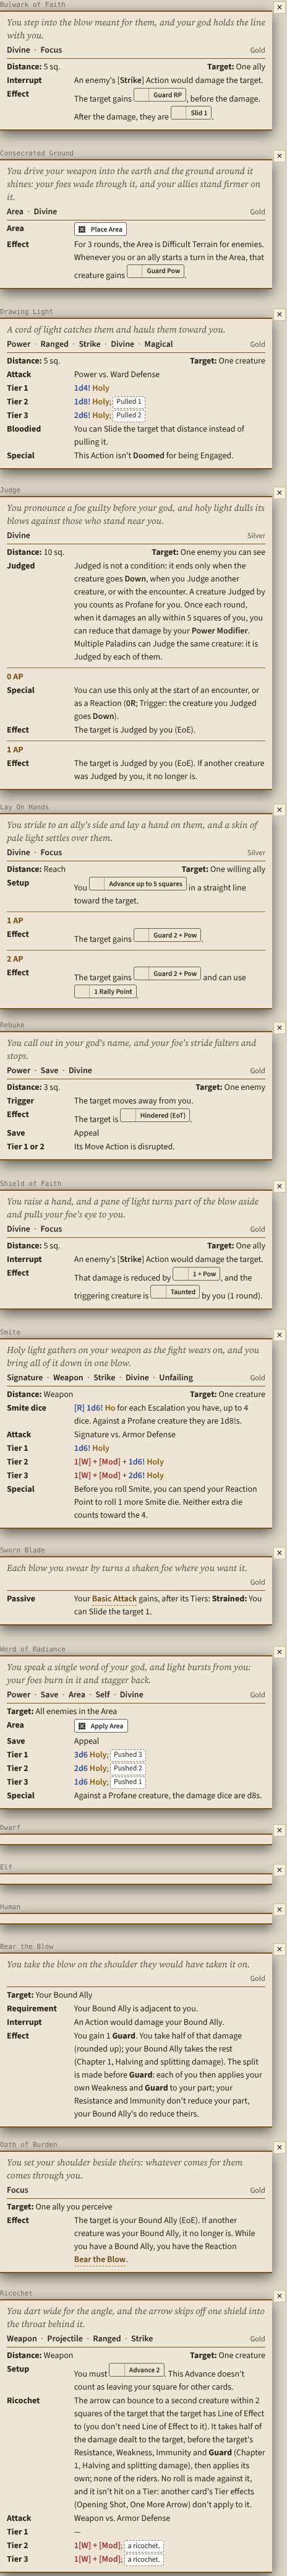 Bulwark of Faith
You step into the blow meant for them, and your god holds the line
with you.
Divine · Focus Gold
Distance: 5 sq. Target: One ally
Interrupt An enemy's [Strike] Action would damage the target.
Effect The target gains Guard RP, before the damage.
After the damage, they are Slid 1.
Consecrated Ground
You drive your weapon into the earth and the ground around it
shines: your foes wade through it, and your allies stand firmer on
it.
Area · Divine Gold
Area Place Area
Effect For 3 rounds, the Area is Difficult Terrain for enemies.
Whenever you or an ally starts a turn in the Area, that
creature gains Guard Pow.
Drawing Light
A cord of light catches them and hauls them toward you.
Power · Ranged · Strike · Divine · Magical Gold
Distance: 5 sq. Target: One creature
Attack Power vs. Ward Defense
Tier 1 1d4! Holy
Tier 2 1d8! Holy; Pulled 1
Tier 3 2d6! Holy; Pulled 2
Bloodied You can Slide the target that distance instead of
pulling it.
Special This Action isn't Doomed for being Engaged.
Judge
You pronounce a foe guilty before your god, and holy light dulls its
blows against those who stand near you.
Divine Silver
Distance: 10 sq. Target: One enemy you can see
Judged Judged is not a condition: it ends only when the
creature goes Down, when you Judge another
creature, or with the encounter. A creature Judged by
you counts as Profane for you. Once each round,
when it damages an ally within 5 squares of you, you
can reduce that damage by your Power Modifier.
Multiple Paladins can Judge the same creature: it is
Judged by each of them.
0 AP
Special You can use this only at the start of an encounter, or
as a Reaction (0R; Trigger: the creature you Judged
goes Down).
Effect The target is Judged by you (EoE).
1 AP
Effect The target is Judged by you (EoE). If another creature
was Judged by you, it no longer is.
Lay On Hands
You stride to an ally's side and lay a hand on them, and a skin of
pale light settles over them.
Divine · Focus Silver
Distance: Reach Target: One willing ally
Setup You Advance up to 5 squares in a straight line
toward the target.
1 AP
Effect The target gains Guard 2 + Pow.
2 AP
Effect The target gains Guard 2 + Pow and can use
1 Rally Point.
Rebuke
You call out in your god's name, and your foe's stride falters and
stops.
Power · Save · Divine Gold
Distance: 3 sq. Target: One enemy
Trigger The target moves away from you.
Effect The target is Hindered (EoT).
Save Appeal
Tier 1 or 2 Its Move Action is disrupted.
Shield of Faith
You raise a hand, and a pane of light turns part of the blow aside
and pulls your foe's eye to you.
Divine · Focus Gold
Distance: 5 sq. Target: One ally
Interrupt An enemy's [Strike] Action would damage the target.
Effect That damage is reduced by 1 + Pow, and the
triggering creature is Taunted by you (1 round).
Smite
Holy light gathers on your weapon as the fight wears on, and you
bring all of it down in one blow.
Signature · Weapon · Strike · Divine · Unfailing Gold
Distance: Weapon Target: One creature
Smite dice [R] 1d6! Ho for each Escalation you have, up to 4
dice. Against a Profane creature they are 1d8!s.
Attack Signature vs. Armor Defense
Tier 1 1d6! Holy
Tier 2 1[W] + [Mod] + 1d6! Holy
Tier 3 1[W] + [Mod] + 2d6! Holy
Special Before you roll Smite, you can spend your Reaction
Point to roll 1 more Smite die. Neither extra die
counts toward the 4.
Sworn Blade
Each blow you swear by turns a shaken foe where you want it.
Gold
Passive Your Basic Attack gains, after its Tiers: Strained: You
can Slide the target 1.
Word of Radiance
You speak a single word of your god, and light bursts from you:
your foes burn in it and stagger back.
Power · Save · Area · Self · Divine Gold
Target: All enemies in the Area
Area Apply Area
Save Appeal
Tier 1 3d6 Holy; Pushed 3
Tier 2 2d6 Holy; Pushed 2
Tier 3 1d6 Holy; Pushed 1
Special Against a Profane creature, the damage dice are d8s.
Dwarf
Elf
Human
Bear the Blow
You take the blow on the shoulder they would have taken it on.
Gold
Target: Your Bound Ally
Requirement Your Bound Ally is adjacent to you.
Interrupt An Action would damage your Bound Ally.
Effect You gain 1 Guard. You take half of that damage
(rounded up); your Bound Ally takes the rest
(Chapter 1, Halving and splitting damage). The split
is made before Guard: each of you then applies your
own Weakness and Guard to your part; your
Resistance and Immunity don't reduce your part,
your Bound Ally's do reduce theirs.
Oath of Burden
You set your shoulder beside theirs: whatever comes for them
comes through you.
Focus Gold
Target: One ally you perceive
Effect The target is your Bound Ally (EoE). If another
creature was your Bound Ally, it no longer is. While
you have a Bound Ally, you have the Reaction
Bear the Blow.
Ricochet
You dart wide for the angle, and the arrow skips off one shield into
the throat behind it.
Weapon · Projectile · Ranged · Strike Gold
Distance: Weapon Target: One creature
Setup You must Advance 2. This Advance doesn't
count as leaving your square for other cards.
Ricochet The arrow can bounce to a second creature within 2
squares of the target that the target has Line of Effect
to (you don't need Line of Effect to it). It takes half of
the damage dealt to the target, before the target's
Resistance, Weakness, Immunity and Guard (Chapter
1, Halving and splitting damage), then applies its
own; none of the riders. No roll is made against it,
and it isn't hit on a Tier: another card's Tier effects
(Opening Shot, One More Arrow) don't apply to it.
Attack Weapon vs. Armor Defense
Tier 1 —
Tier 2 1[W] + [Mod]; a ricochet.
Tier 3 1[W] + [Mod]; a ricochet.